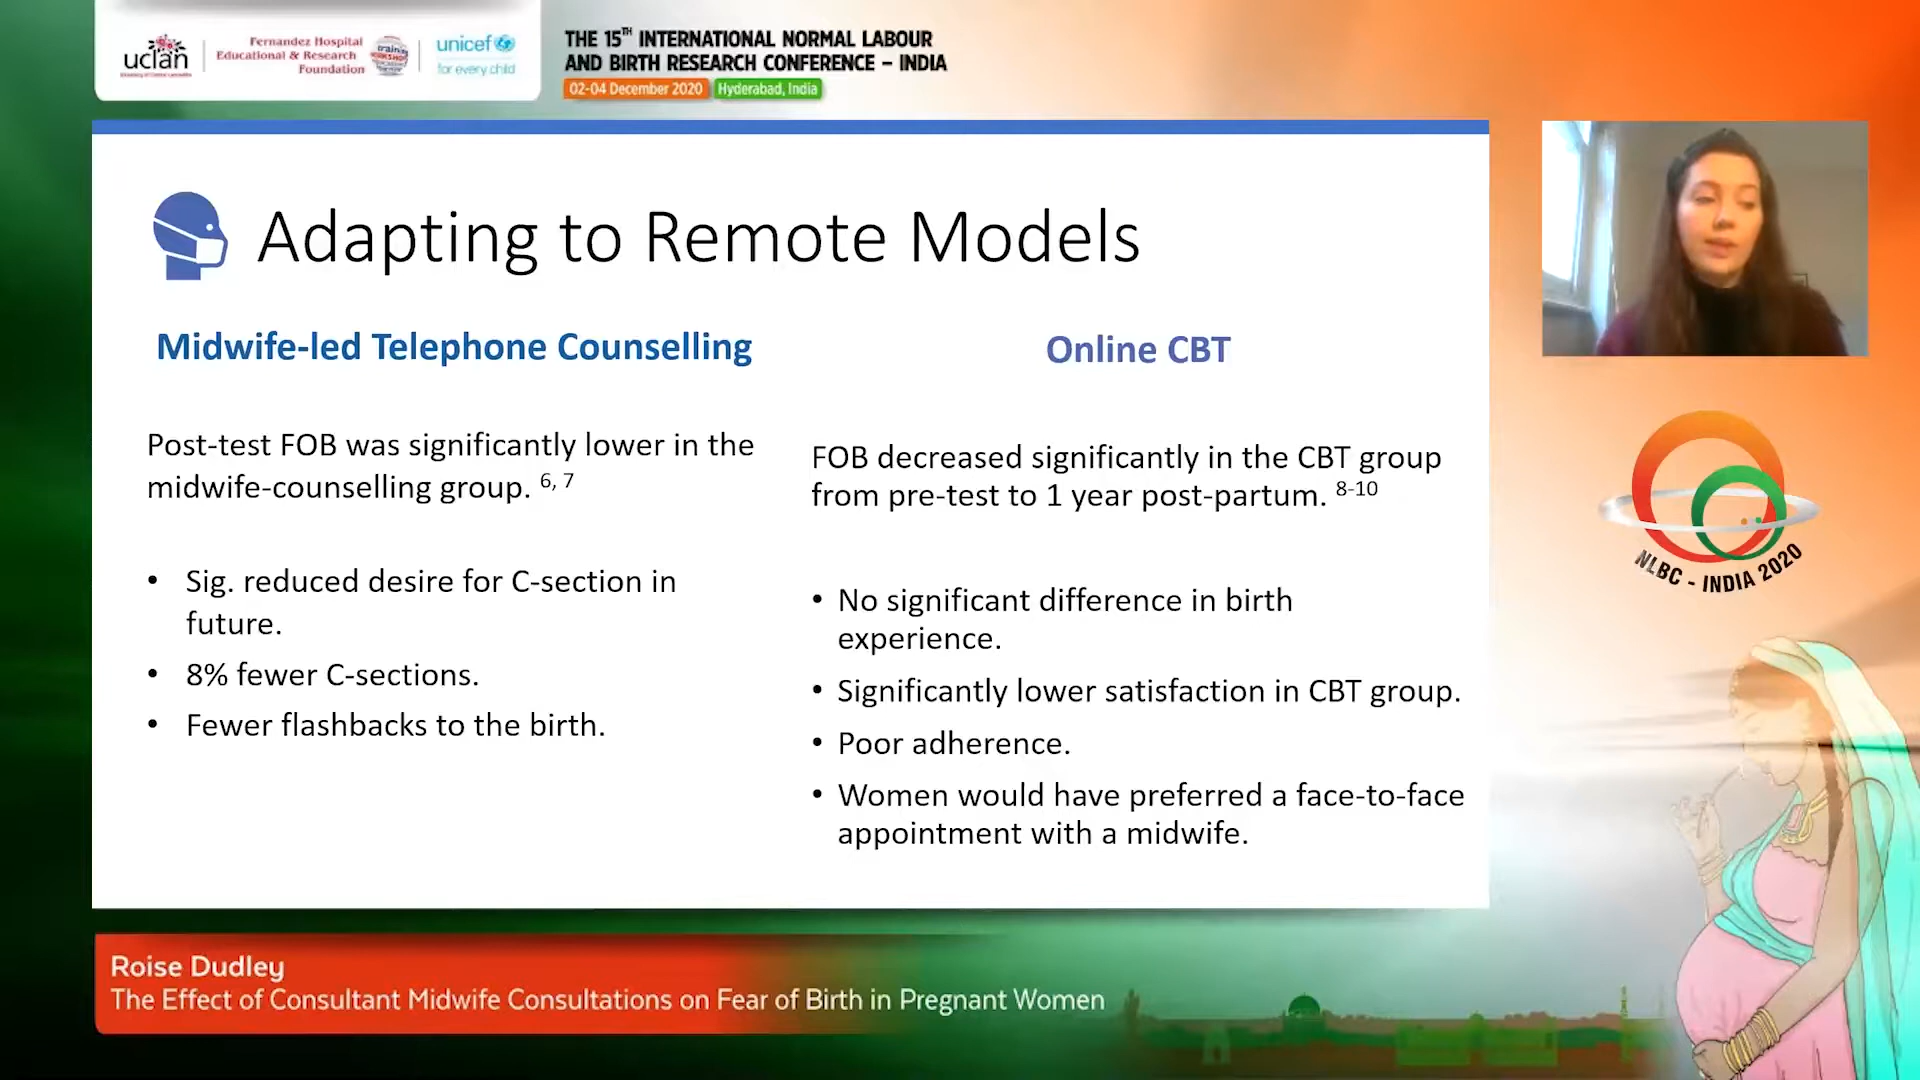 uclan
Fernandez Hospital
Educational & Research
Foundation
training
WORKSHOP
unicef
for every child
THE 15TH INTERNATIONAL NORMAL LABOUR
AND BIRTH RESEARCH CONFERENCE – INDIA
02-04 December 2020 Hyderabad, India
Adapting to Remote Models
Midwife-led Telephone Counselling
Post-test FOB was significantly lower in the
midwife-counselling group. 6, 7
• Sig. reduced desire for C-section in
future.
• 8% fewer C-sections.
• Fewer flashbacks to the birth.
Online CBT
FOB decreased significantly in the CBT group
from pre-test to 1 year post-partum. 8-10
• No significant difference in birth
experience.
• Significantly lower satisfaction in CBT group.
• Poor adherence.
• Women would have preferred a face-to-face
appointment with a midwife.
NLBC - INDIA 2020
Roise Dudley
The Effect of Consultant Midwife Consultations on Fear of Birth in Pregnant Women